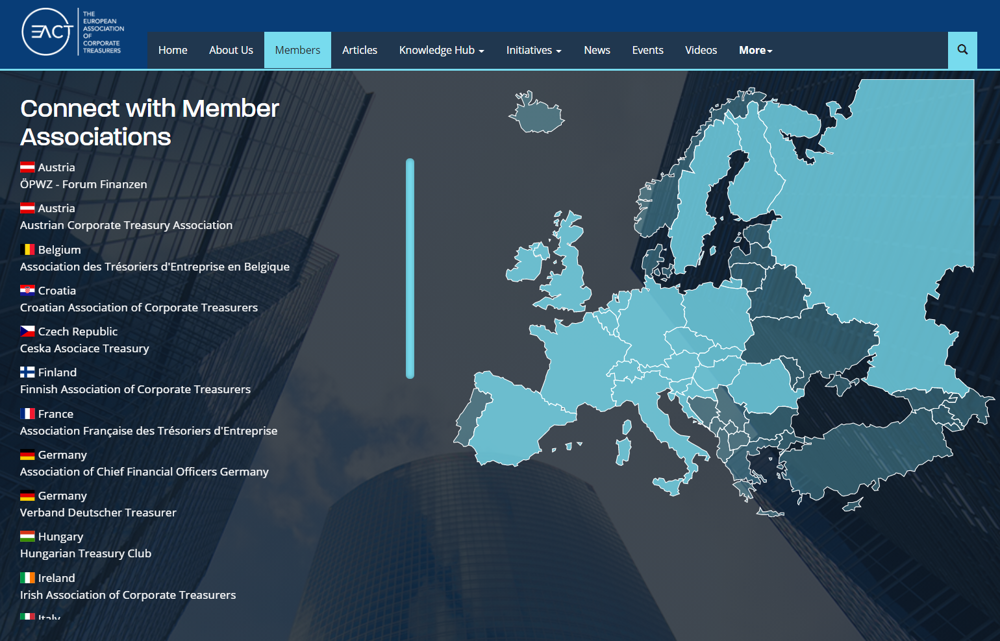 EACT
THE
EUROPEAN
ASSOCIATION
OF
CORPORATE
TREASURERS
Home About Us Members Articles Knowledge Hub Initiatives News Events Videos More
Connect with Member
Associations
Austria
ÖPWZ - Forum Finanzen
Austria
Austrian Corporate Treasury Association
Belgium
Association des Trésoriers d'Entreprise en Belgique
Croatia
Croatian Association of Corporate Treasurers
Czech Republic
Ceska Asociace Treasury
Finland
Finnish Association of Corporate Treasurers
France
Association Française des Trésoriers d'Entreprise
Germany
Association of Chief Financial Officers Germany
Germany
Verband Deutscher Treasurer
Hungary
Hungarian Treasury Club
Ireland
Irish Association of Corporate Treasurers
Italy